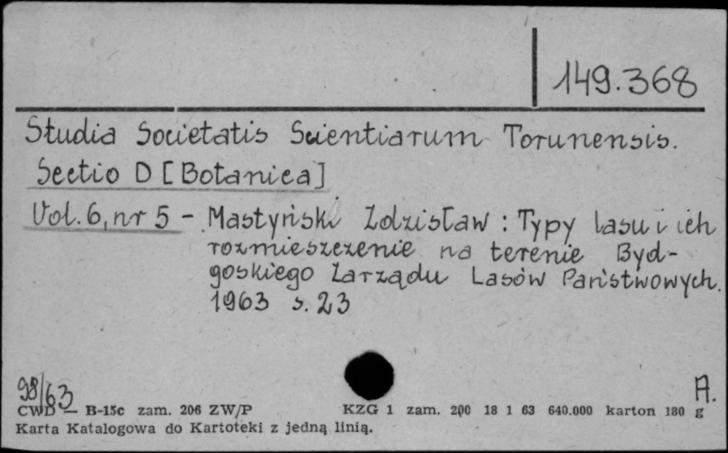 149.368
Studia Societatis Scientiarum Torunensis.
Sectio D [Botanica]
Vol. 6, nr 5 - Mastyński Zdzisław : Typy lasu i ich
rozmieszczenie na terenie Byd-
goskiego Zarządu Lasów Państwowych.
1963 s. 23
98/63
A.
CWD — B-15c zam. 206 ZW/P KZG 1 zam. 200 18 1 63 640.000 karton 180 g
Karta Katalogowa do Kartoteki z jedną linią.